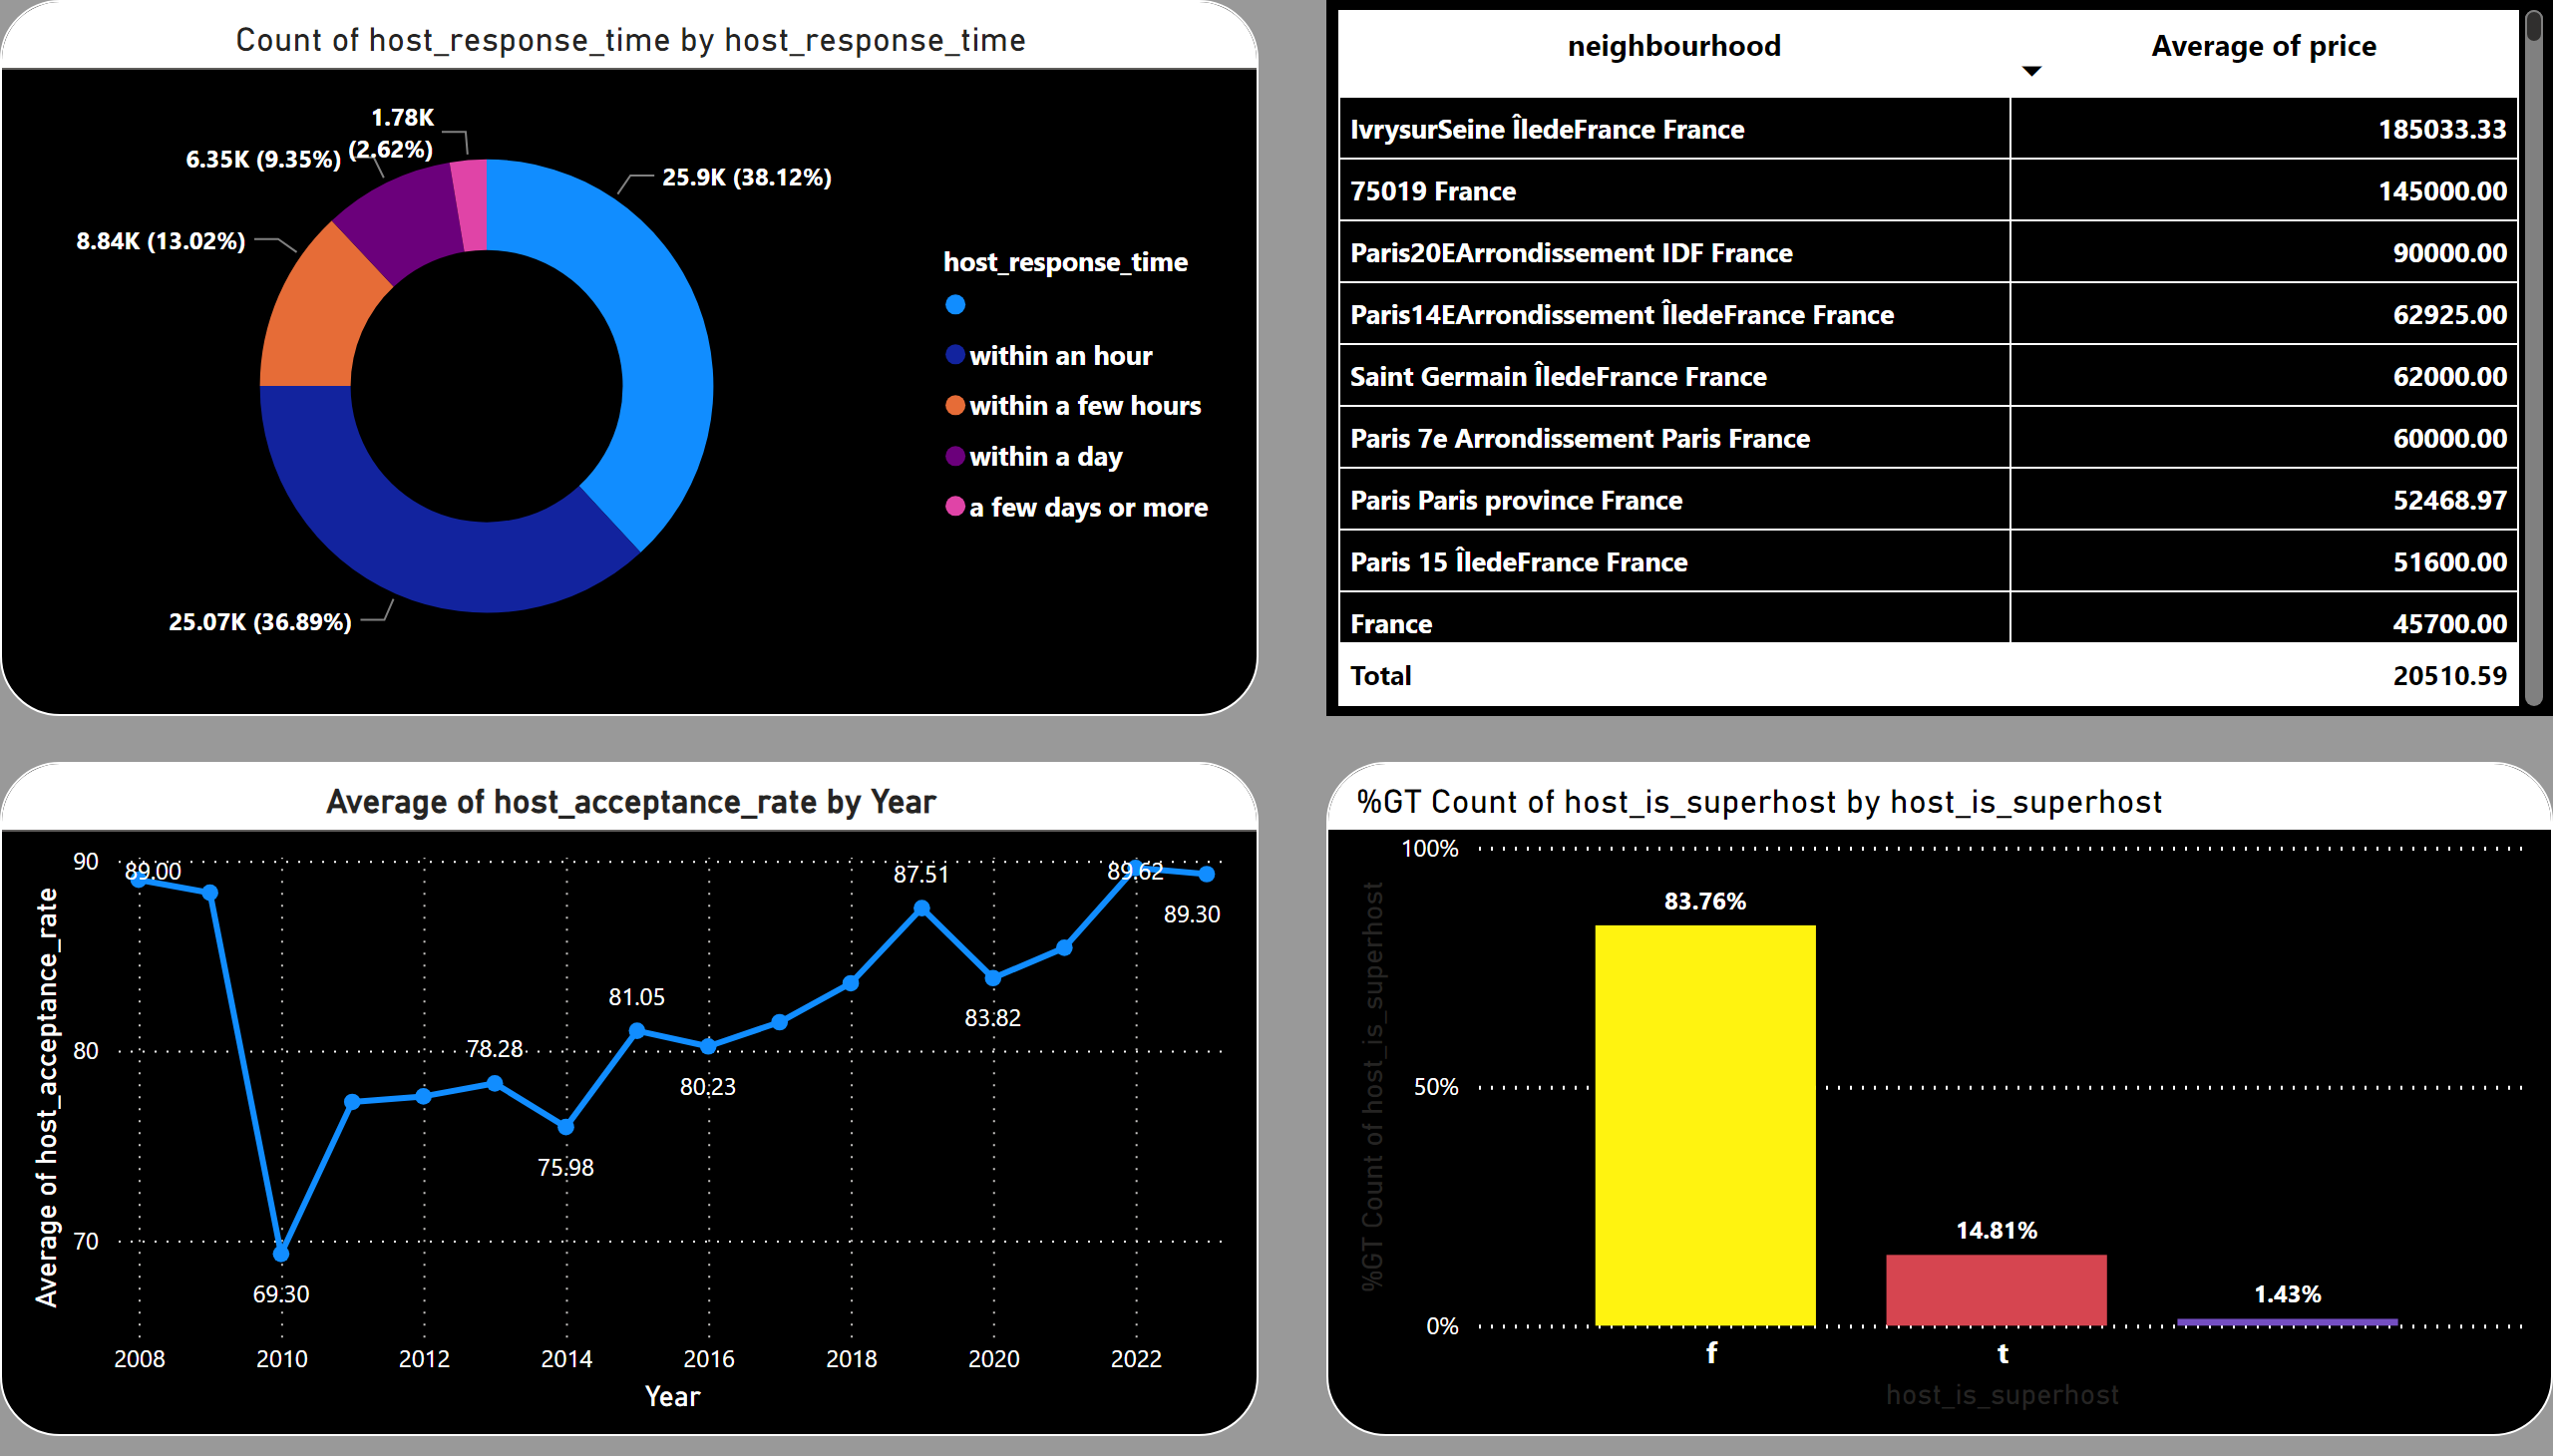 Count of host_response_time by host_response_time
1.78K
(2.62%)
6.35K (9.35%)
25.9K (38.12%)
8.84K (13.02%)
25.07K (36.89%)
host_response_time
within an hour
within a few hours
within a day
a few days or more
neighbourhood Average of price
IvrysurSeine ÎledeFrance France 185033.33
75019 France 145000.00
Paris20EArrondissement IDF France 90000.00
Paris14EArrondissement ÎledeFrance France 62925.00
Saint Germain ÎledeFrance France 62000.00
Paris 7e Arrondissement Paris France 60000.00
Paris Paris province France 52468.97
Paris 15 ÎledeFrance France 51600.00
France 45700.00
Total 20510.59
Average of host_acceptance_rate by Year
Average of host_acceptance_rate
90
80
70
89.00
69.30
78.28
75.98
81.05
80.23
87.51
83.82
89.62
89.30
2008 2010 2012 2014 2016 2018 2020 2022
Year
%GT Count of host_is_superhost by host_is_superhost
%GT Count of host_is_superhost
100%
50%
0%
83.76%
14.81%
1.43%
f t
host_is_superhost